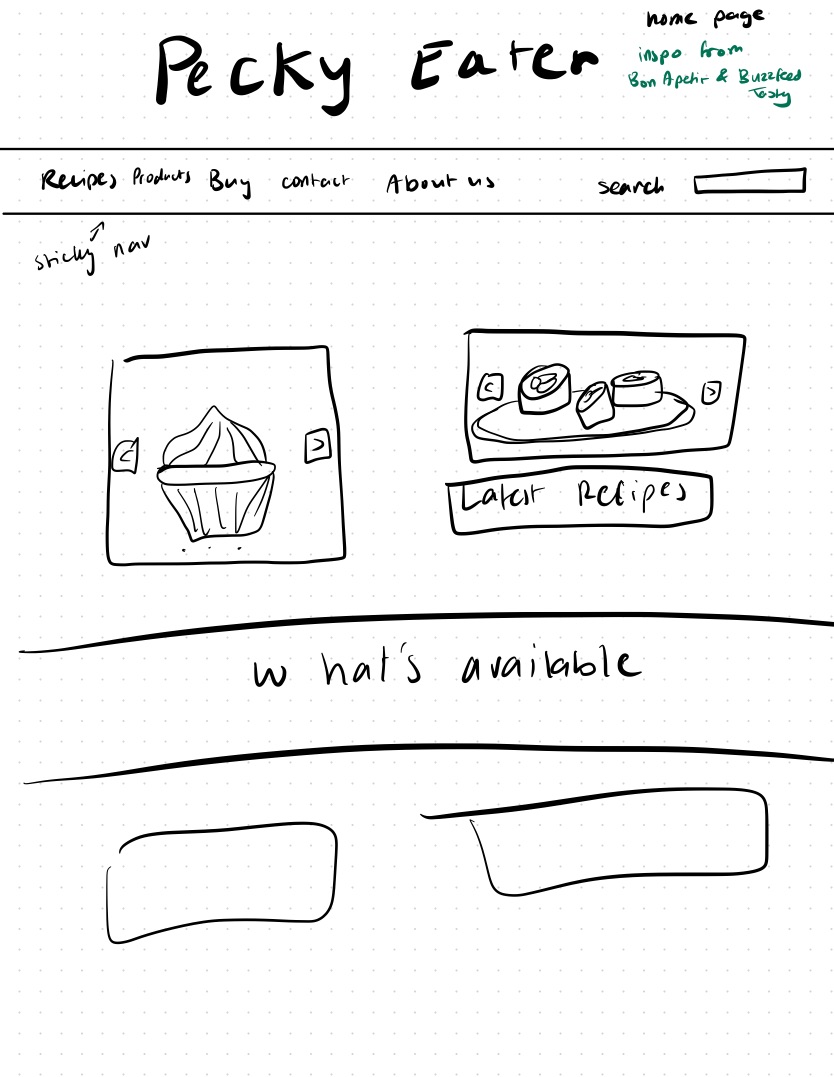 home page
Pecky Eater
inspo from
Bon Apetit & Buzzfeed
Tasty
Recipes Products Buy contact About us search
sticky nav
< > < >
Latest Recipes
what's available